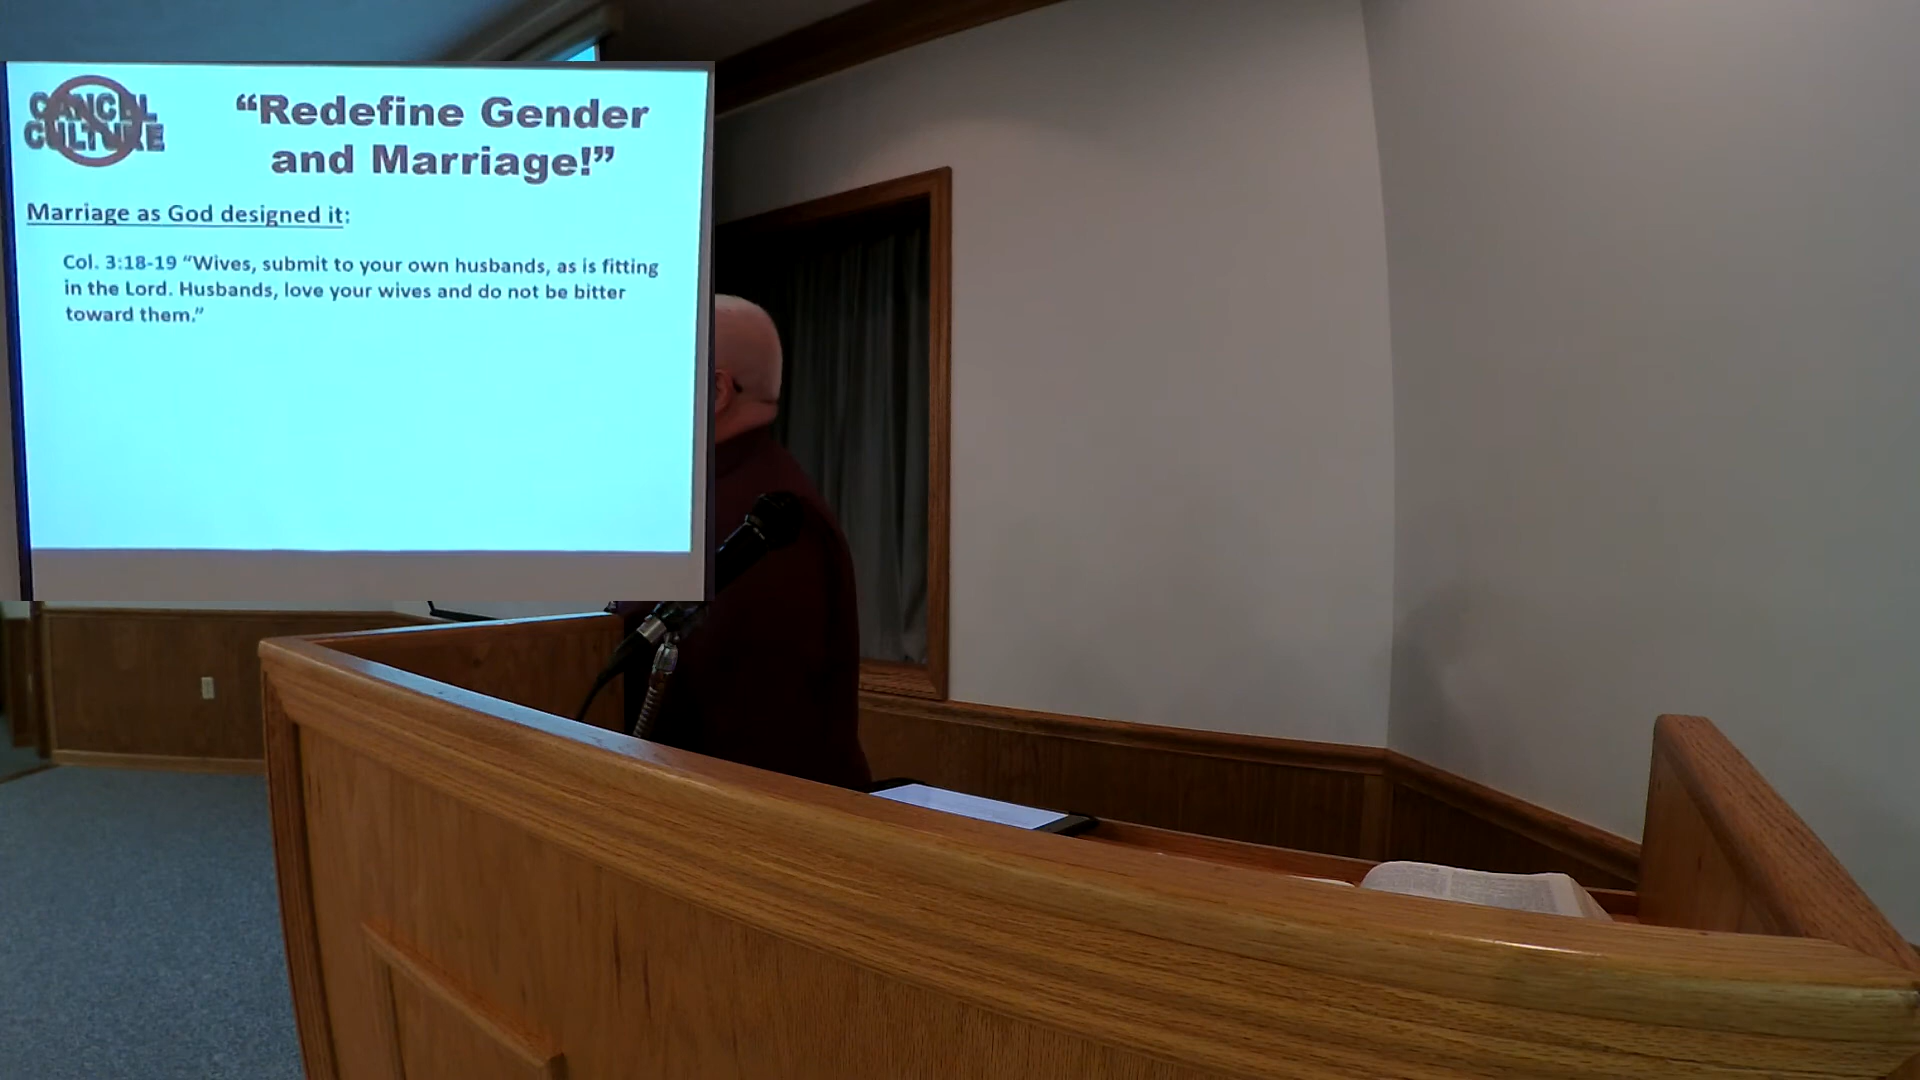 CANCEL
CULTURE
“Redefine Gender
and Marriage!”
Marriage as God designed it:
Col. 3:18-19 “Wives, submit to your own husbands, as is fitting
in the Lord. Husbands, love your wives and do not be bitter
toward them.”